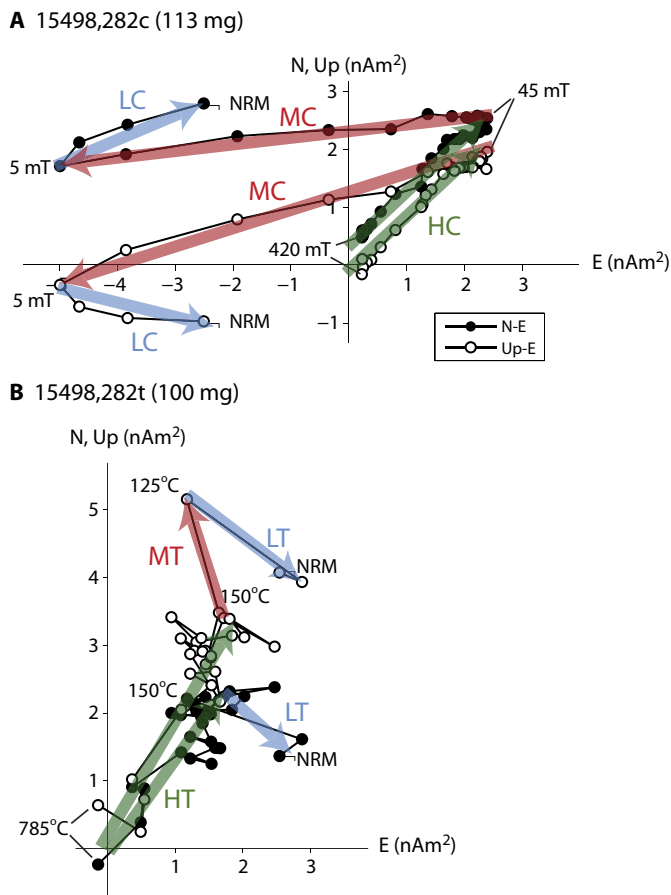 A 15498,282c (113 mg)
N, Up (nAm²)
LC
NRM
MC
3
45 mT
5 mT
2
MC
1
HC
420 mT
E (nAm²)
5 mT
−4
−3
−2
−1
1
2
3
NRM
LC
−1
N-E
Up-E
B 15498,282t (100 mg)
N, Up (nAm²)
125°C
5
LT
MT
NRM
4
150°C
3
150°C
LT
2
NRM
1
HT
785°C
E (nAm²)
1
2
3